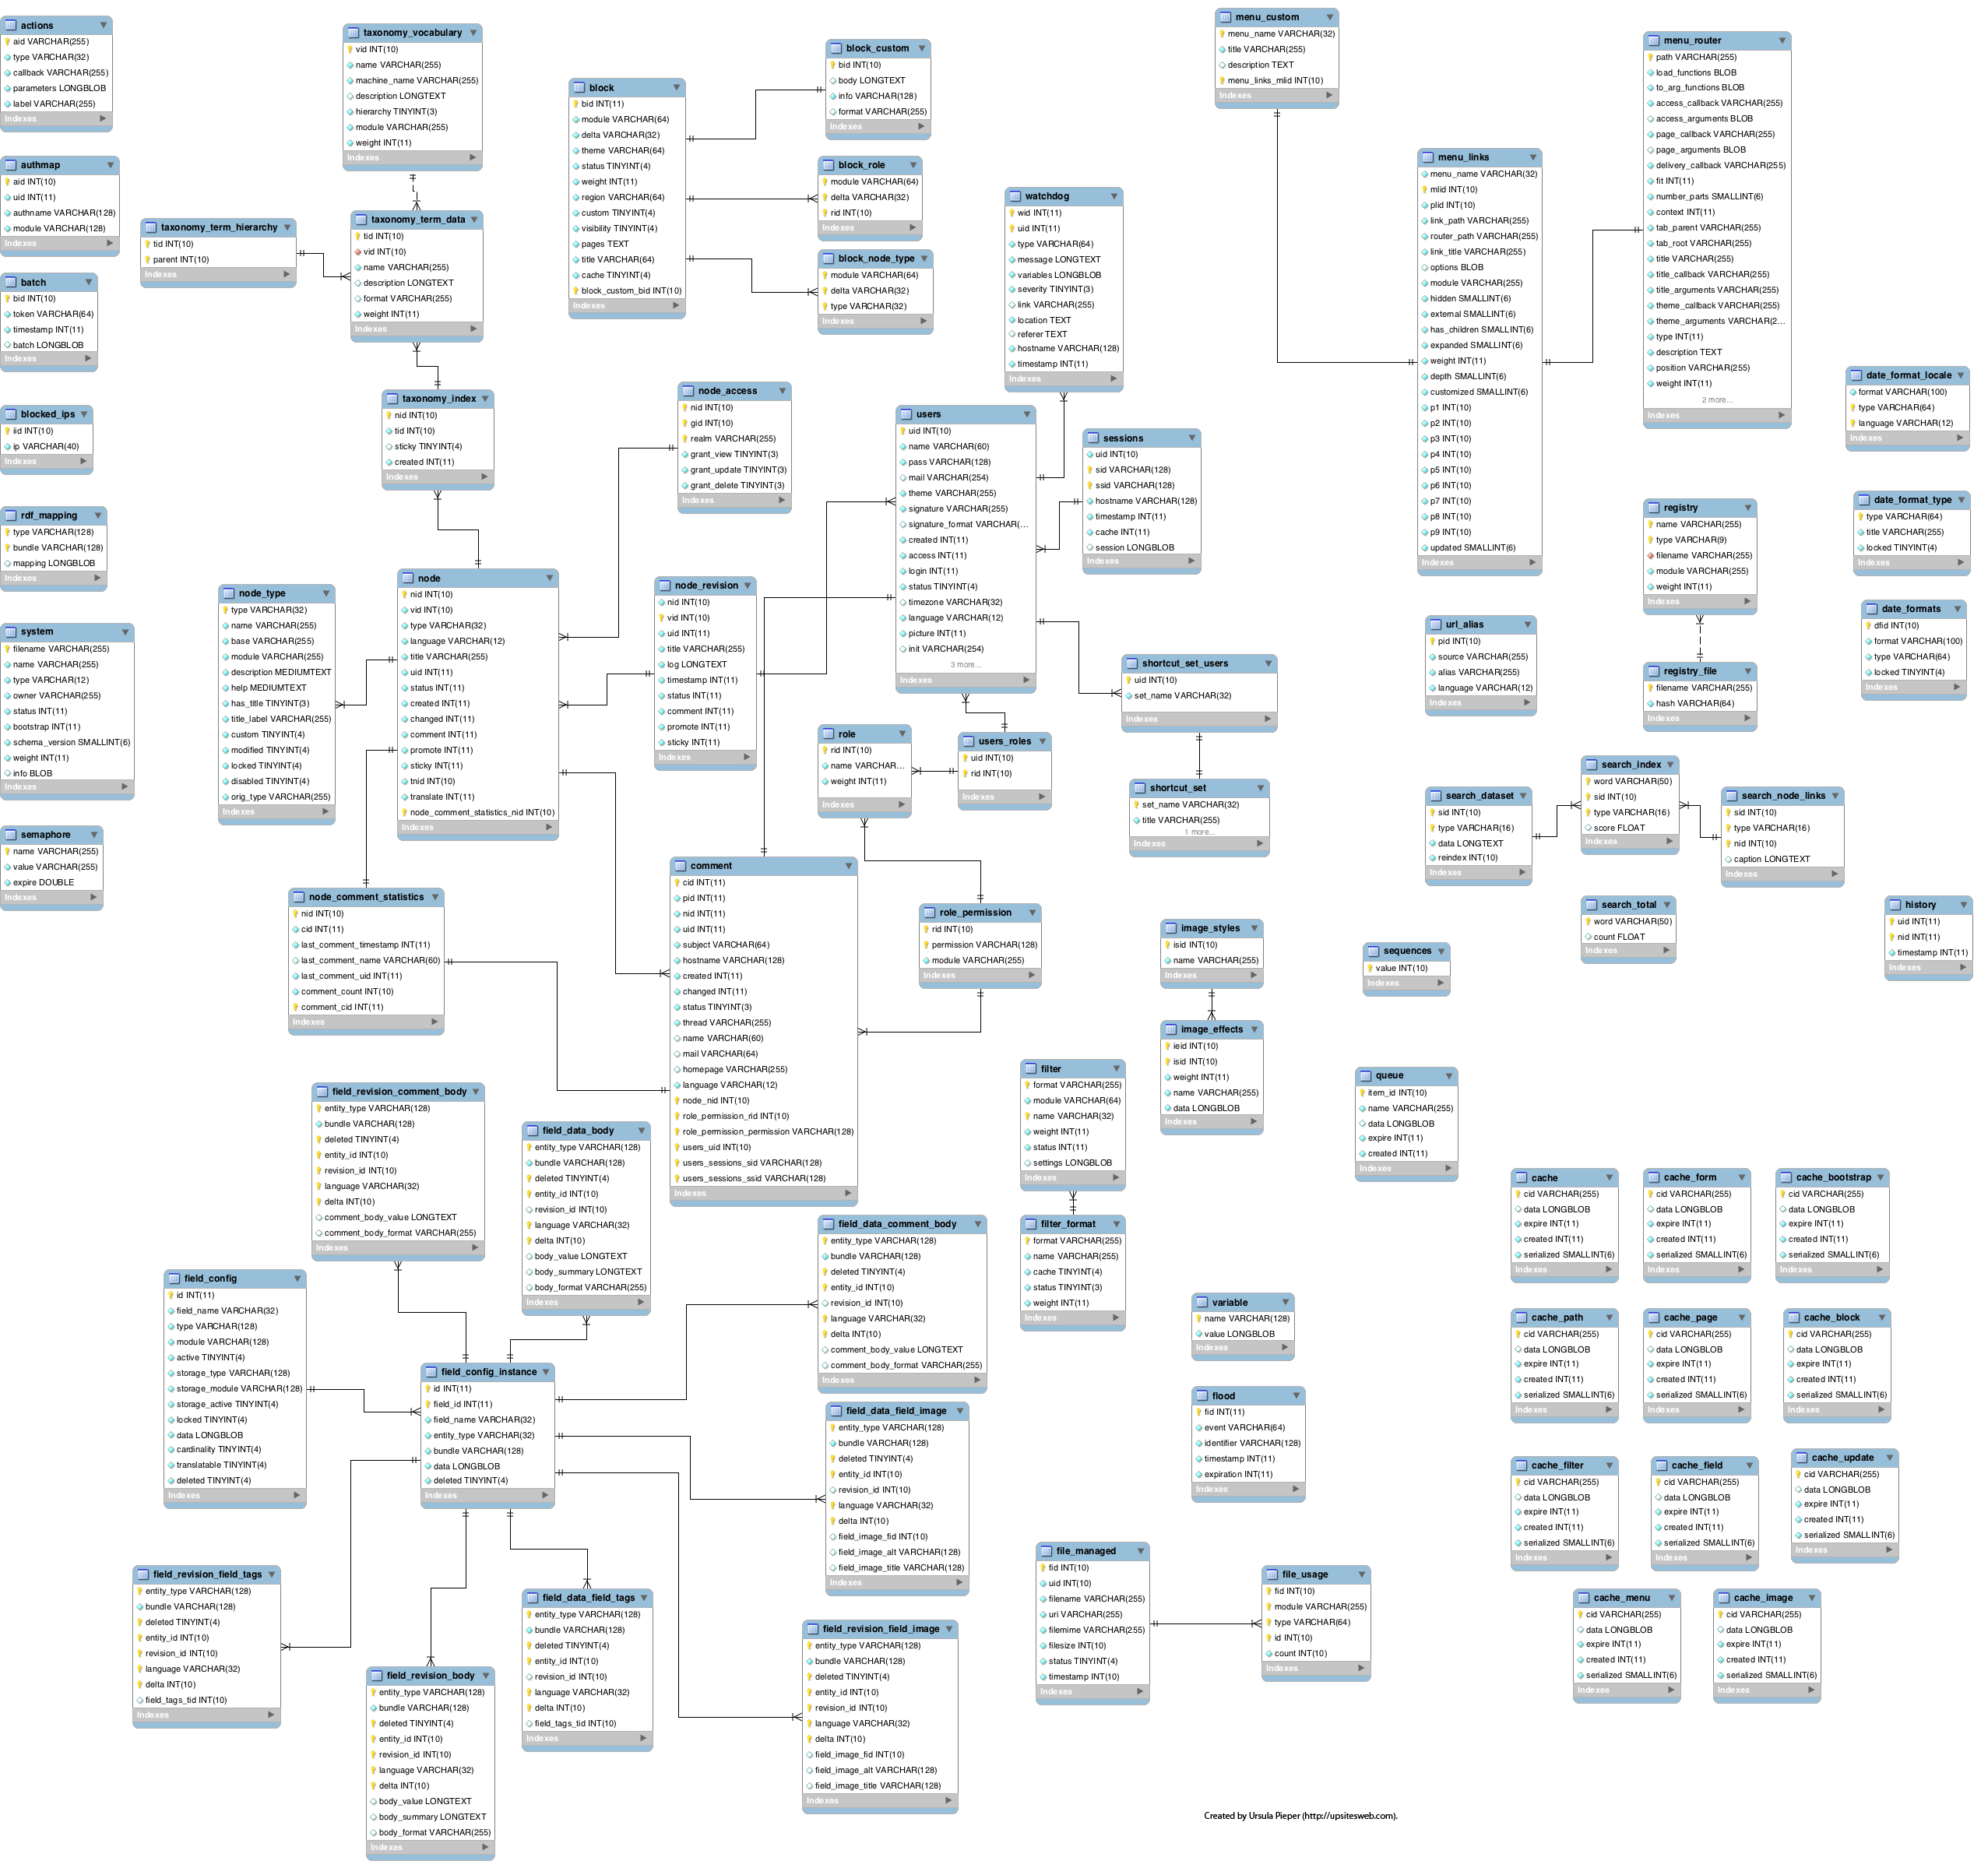 actions
aid VARCHAR(255)
type VARCHAR(32)
callback VARCHAR(255)
parameters LONGBLOB
label VARCHAR(255)
Indexes
authmap
aid INT(10)
uid INT(11)
authname VARCHAR(128)
module VARCHAR(128)
Indexes
batch
bid INT(10)
token VARCHAR(64)
timestamp INT(11)
batch LONGBLOB
Indexes
blocked_ips
iid INT(10)
ip VARCHAR(40)
Indexes
rdf_mapping
type VARCHAR(128)
bundle VARCHAR(128)
mapping LONGBLOB
Indexes
system
filename VARCHAR(255)
name VARCHAR(255)
type VARCHAR(12)
owner VARCHAR(255)
status INT(11)
bootstrap INT(11)
schema_version SMALLINT(6)
weight INT(11)
info BLOB
Indexes
semaphore
name VARCHAR(255)
value VARCHAR(255)
expire DOUBLE
Indexes
taxonomy_vocabulary
vid INT(10)
name VARCHAR(255)
machine_name VARCHAR(255)
description LONGTEXT
hierarchy TINYINT(3)
module VARCHAR(255)
weight INT(11)
Indexes
taxonomy_term_hierarchy
tid INT(10)
parent INT(10)
Indexes
taxonomy_term_data
tid INT(10)
vid INT(10)
name VARCHAR(255)
description LONGTEXT
format VARCHAR(255)
weight INT(11)
Indexes
taxonomy_index
nid INT(10)
tid INT(10)
sticky TINYINT(4)
created INT(11)
Indexes
block
bid INT(11)
module VARCHAR(64)
delta VARCHAR(32)
theme VARCHAR(64)
status TINYINT(4)
weight INT(11)
region VARCHAR(64)
custom TINYINT(4)
visibility TINYINT(4)
pages TEXT
title VARCHAR(64)
cache TINYINT(4)
block_custom_bid INT(10)
Indexes
block_custom
bid INT(10)
body LONGTEXT
info VARCHAR(128)
format VARCHAR(255)
Indexes
block_role
module VARCHAR(64)
delta VARCHAR(32)
rid INT(10)
Indexes
block_node_type
module VARCHAR(64)
delta VARCHAR(32)
type VARCHAR(32)
Indexes
watchdog
wid INT(11)
uid INT(11)
type VARCHAR(64)
message LONGTEXT
variables LONGBLOB
severity TINYINT(3)
link VARCHAR(255)
location TEXT
referer TEXT
hostname VARCHAR(128)
timestamp INT(11)
Indexes
menu_custom
menu_name VARCHAR(32)
title VARCHAR(255)
description TEXT
menu_links_mlid INT(10)
Indexes
menu_links
menu_name VARCHAR(32)
mlid INT(10)
plid INT(10)
link_path VARCHAR(255)
router_path VARCHAR(255)
link_title VARCHAR(255)
options BLOB
module VARCHAR(255)
hidden SMALLINT(6)
external SMALLINT(6)
has_children SMALLINT(6)
expanded SMALLINT(6)
weight INT(11)
depth SMALLINT(6)
customized SMALLINT(6)
p1 INT(10)
p2 INT(10)
p3 INT(10)
p4 INT(10)
p5 INT(10)
p6 INT(10)
p7 INT(10)
p8 INT(10)
p9 INT(10)
updated SMALLINT(6)
Indexes
menu_router
path VARCHAR(255)
load_functions BLOB
to_arg_functions BLOB
access_callback VARCHAR(255)
access_arguments BLOB
page_callback VARCHAR(255)
page_arguments BLOB
delivery_callback VARCHAR(255)
fit INT(11)
number_parts SMALLINT(6)
context INT(11)
tab_parent VARCHAR(255)
tab_root VARCHAR(255)
title VARCHAR(255)
title_callback VARCHAR(255)
title_arguments VARCHAR(255)
theme_callback VARCHAR(255)
theme_arguments VARCHAR(2...
type INT(11)
description TEXT
position VARCHAR(255)
weight INT(11)
2 more...
Indexes
date_format_locale
format VARCHAR(100)
type VARCHAR(64)
language VARCHAR(12)
Indexes
date_format_type
type VARCHAR(64)
title VARCHAR(255)
locked TINYINT(4)
Indexes
date_formats
dfid INT(10)
format VARCHAR(100)
type VARCHAR(64)
locked TINYINT(4)
Indexes
node_access
nid INT(10)
gid INT(10)
realm VARCHAR(255)
grant_view TINYINT(3)
grant_update TINYINT(3)
grant_delete TINYINT(3)
Indexes
users
uid INT(10)
name VARCHAR(60)
pass VARCHAR(128)
mail VARCHAR(254)
theme VARCHAR(255)
signature VARCHAR(255)
signature_format VARCHAR(...
created INT(11)
access INT(11)
login INT(11)
status TINYINT(4)
timezone VARCHAR(32)
language VARCHAR(12)
picture INT(11)
init VARCHAR(254)
3 more...
Indexes
sessions
uid INT(10)
sid VARCHAR(128)
ssid VARCHAR(128)
hostname VARCHAR(128)
timestamp INT(11)
cache INT(11)
session LONGBLOB
Indexes
registry
name VARCHAR(255)
type VARCHAR(9)
filename VARCHAR(255)
module VARCHAR(255)
weight INT(11)
Indexes
registry_file
filename VARCHAR(255)
hash VARCHAR(64)
Indexes
url_alias
pid INT(10)
source VARCHAR(255)
alias VARCHAR(255)
language VARCHAR(12)
Indexes
node_type
type VARCHAR(32)
name VARCHAR(255)
base VARCHAR(255)
module VARCHAR(255)
description MEDIUMTEXT
help MEDIUMTEXT
has_title TINYINT(3)
title_label VARCHAR(255)
custom TINYINT(4)
modified TINYINT(4)
locked TINYINT(4)
disabled TINYINT(4)
orig_type VARCHAR(255)
Indexes
node
nid INT(10)
vid INT(10)
type VARCHAR(32)
language VARCHAR(12)
title VARCHAR(255)
uid INT(11)
status INT(11)
created INT(11)
changed INT(11)
comment INT(11)
promote INT(11)
sticky INT(11)
tnid INT(10)
translate INT(11)
node_comment_statistics_nid INT(10)
Indexes
node_revision
nid INT(10)
vid INT(10)
uid INT(11)
title VARCHAR(255)
log LONGTEXT
timestamp INT(11)
status INT(11)
comment INT(11)
promote INT(11)
sticky INT(11)
Indexes
shortcut_set_users
uid INT(10)
set_name VARCHAR(32)
Indexes
shortcut_set
set_name VARCHAR(32)
title VARCHAR(255)
1 more...
Indexes
role
rid INT(10)
name VARCHAR...
weight INT(11)
Indexes
users_roles
uid INT(10)
rid INT(10)
Indexes
search_dataset
sid INT(10)
type VARCHAR(16)
data LONGTEXT
reindex INT(10)
Indexes
search_index
word VARCHAR(50)
sid INT(10)
type VARCHAR(16)
score FLOAT
Indexes
search_node_links
sid INT(10)
type VARCHAR(16)
nid INT(10)
caption LONGTEXT
Indexes
search_total
word VARCHAR(50)
count FLOAT
Indexes
history
uid INT(11)
nid INT(11)
timestamp INT(11)
Indexes
sequences
value INT(10)
Indexes
node_comment_statistics
nid INT(10)
cid INT(11)
last_comment_timestamp INT(11)
last_comment_name VARCHAR(60)
last_comment_uid INT(11)
comment_count INT(10)
comment_cid INT(11)
Indexes
comment
cid INT(11)
pid INT(11)
nid INT(11)
uid INT(11)
subject VARCHAR(64)
hostname VARCHAR(128)
created INT(11)
changed INT(11)
status TINYINT(3)
thread VARCHAR(255)
name VARCHAR(60)
mail VARCHAR(64)
homepage VARCHAR(255)
language VARCHAR(12)
node_nid INT(10)
role_permission_rid INT(10)
role_permission_permission VARCHAR(128)
users_uid INT(10)
users_sessions_sid VARCHAR(128)
users_sessions_ssid VARCHAR(128)
Indexes
role_permission
rid INT(10)
permission VARCHAR(128)
module VARCHAR(255)
Indexes
image_styles
isid INT(10)
name VARCHAR(255)
Indexes
image_effects
ieid INT(10)
isid INT(10)
weight INT(11)
name VARCHAR(255)
data LONGBLOB
Indexes
filter
format VARCHAR(255)
module VARCHAR(64)
name VARCHAR(32)
weight INT(11)
status INT(11)
settings LONGBLOB
Indexes
filter_format
format VARCHAR(255)
name VARCHAR(255)
cache TINYINT(4)
status TINYINT(3)
weight INT(11)
Indexes
queue
item_id INT(10)
name VARCHAR(255)
data LONGBLOB
expire INT(11)
created INT(11)
Indexes
field_revision_comment_body
entity_type VARCHAR(128)
bundle VARCHAR(128)
deleted TINYINT(4)
entity_id INT(10)
revision_id INT(10)
language VARCHAR(32)
delta INT(10)
comment_body_value LONGTEXT
comment_body_format VARCHAR(255)
Indexes
field_data_body
entity_type VARCHAR(128)
bundle VARCHAR(128)
deleted TINYINT(4)
entity_id INT(10)
revision_id INT(10)
language VARCHAR(32)
delta INT(10)
body_value LONGTEXT
body_summary LONGTEXT
body_format VARCHAR(255)
Indexes
field_data_comment_body
entity_type VARCHAR(128)
bundle VARCHAR(128)
deleted TINYINT(4)
entity_id INT(10)
revision_id INT(10)
language VARCHAR(32)
delta INT(10)
comment_body_value LONGTEXT
comment_body_format VARCHAR(255)
Indexes
field_config
id INT(11)
field_name VARCHAR(32)
type VARCHAR(128)
module VARCHAR(128)
active TINYINT(4)
storage_type VARCHAR(128)
storage_module VARCHAR(128)
storage_active TINYINT(4)
locked TINYINT(4)
data LONGBLOB
cardinality TINYINT(4)
translatable TINYINT(4)
deleted TINYINT(4)
Indexes
field_config_instance
id INT(11)
field_id INT(11)
field_name VARCHAR(32)
entity_type VARCHAR(32)
bundle VARCHAR(128)
data LONGBLOB
deleted TINYINT(4)
Indexes
field_data_field_image
entity_type VARCHAR(128)
bundle VARCHAR(128)
deleted TINYINT(4)
entity_id INT(10)
revision_id INT(10)
language VARCHAR(32)
delta INT(10)
field_image_fid INT(10)
field_image_alt VARCHAR(128)
field_image_title VARCHAR(128)
Indexes
field_revision_field_tags
entity_type VARCHAR(128)
bundle VARCHAR(128)
deleted TINYINT(4)
entity_id INT(10)
revision_id INT(10)
language VARCHAR(32)
delta INT(10)
field_tags_tid INT(10)
Indexes
field_revision_body
entity_type VARCHAR(128)
bundle VARCHAR(128)
deleted TINYINT(4)
entity_id INT(10)
revision_id INT(10)
language VARCHAR(32)
delta INT(10)
body_value LONGTEXT
body_summary LONGTEXT
body_format VARCHAR(255)
Indexes
field_data_field_tags
entity_type VARCHAR(128)
bundle VARCHAR(128)
deleted TINYINT(4)
entity_id INT(10)
revision_id INT(10)
language VARCHAR(32)
delta INT(10)
field_tags_tid INT(10)
Indexes
field_revision_field_image
entity_type VARCHAR(128)
bundle VARCHAR(128)
deleted TINYINT(4)
entity_id INT(10)
revision_id INT(10)
language VARCHAR(32)
delta INT(10)
field_image_fid INT(10)
field_image_alt VARCHAR(128)
field_image_title VARCHAR(128)
Indexes
variable
name VARCHAR(128)
value LONGBLOB
Indexes
flood
fid INT(11)
event VARCHAR(64)
identifier VARCHAR(128)
timestamp INT(11)
expiration INT(11)
Indexes
file_managed
fid INT(10)
uid INT(10)
filename VARCHAR(255)
uri VARCHAR(255)
filemime VARCHAR(255)
filesize INT(10)
status TINYINT(4)
timestamp INT(10)
Indexes
file_usage
fid INT(10)
module VARCHAR(255)
type VARCHAR(64)
id INT(10)
count INT(10)
Indexes
cache
cid VARCHAR(255)
data LONGBLOB
expire INT(11)
created INT(11)
serialized SMALLINT(6)
Indexes
cache_form
cid VARCHAR(255)
data LONGBLOB
expire INT(11)
created INT(11)
serialized SMALLINT(6)
Indexes
cache_bootstrap
cid VARCHAR(255)
data LONGBLOB
expire INT(11)
created INT(11)
serialized SMALLINT(6)
Indexes
cache_path
cid VARCHAR(255)
data LONGBLOB
expire INT(11)
created INT(11)
serialized SMALLINT(6)
Indexes
cache_page
cid VARCHAR(255)
data LONGBLOB
expire INT(11)
created INT(11)
serialized SMALLINT(6)
Indexes
cache_block
cid VARCHAR(255)
data LONGBLOB
expire INT(11)
created INT(11)
serialized SMALLINT(6)
Indexes
cache_filter
cid VARCHAR(255)
data LONGBLOB
expire INT(11)
created INT(11)
serialized SMALLINT(6)
Indexes
cache_field
cid VARCHAR(255)
data LONGBLOB
expire INT(11)
created INT(11)
serialized SMALLINT(6)
Indexes
cache_update
cid VARCHAR(255)
data LONGBLOB
expire INT(11)
created INT(11)
serialized SMALLINT(6)
Indexes
cache_menu
cid VARCHAR(255)
data LONGBLOB
expire INT(11)
created INT(11)
serialized SMALLINT(6)
Indexes
cache_image
cid VARCHAR(255)
data LONGBLOB
expire INT(11)
created INT(11)
serialized SMALLINT(6)
Indexes
Created by Ursula Pieper (http://upsitesweb.com).